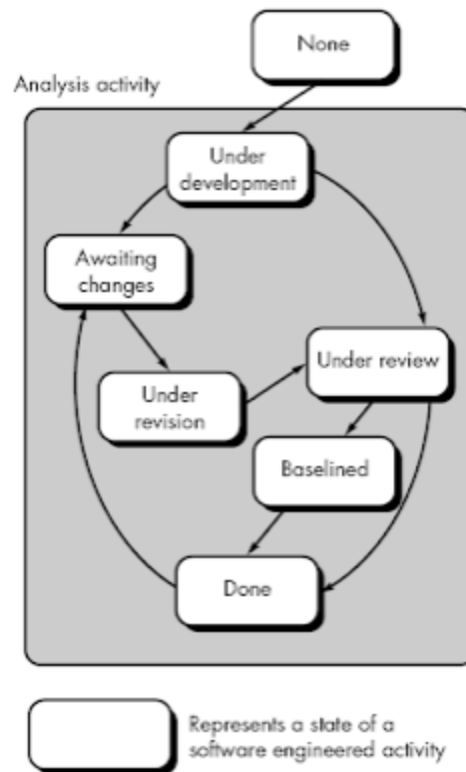 None
Analysis activity
Under
development
Awaiting
changes
Under review
Under
revision
Baselined
Done
Represents a state of a
software engineered activity